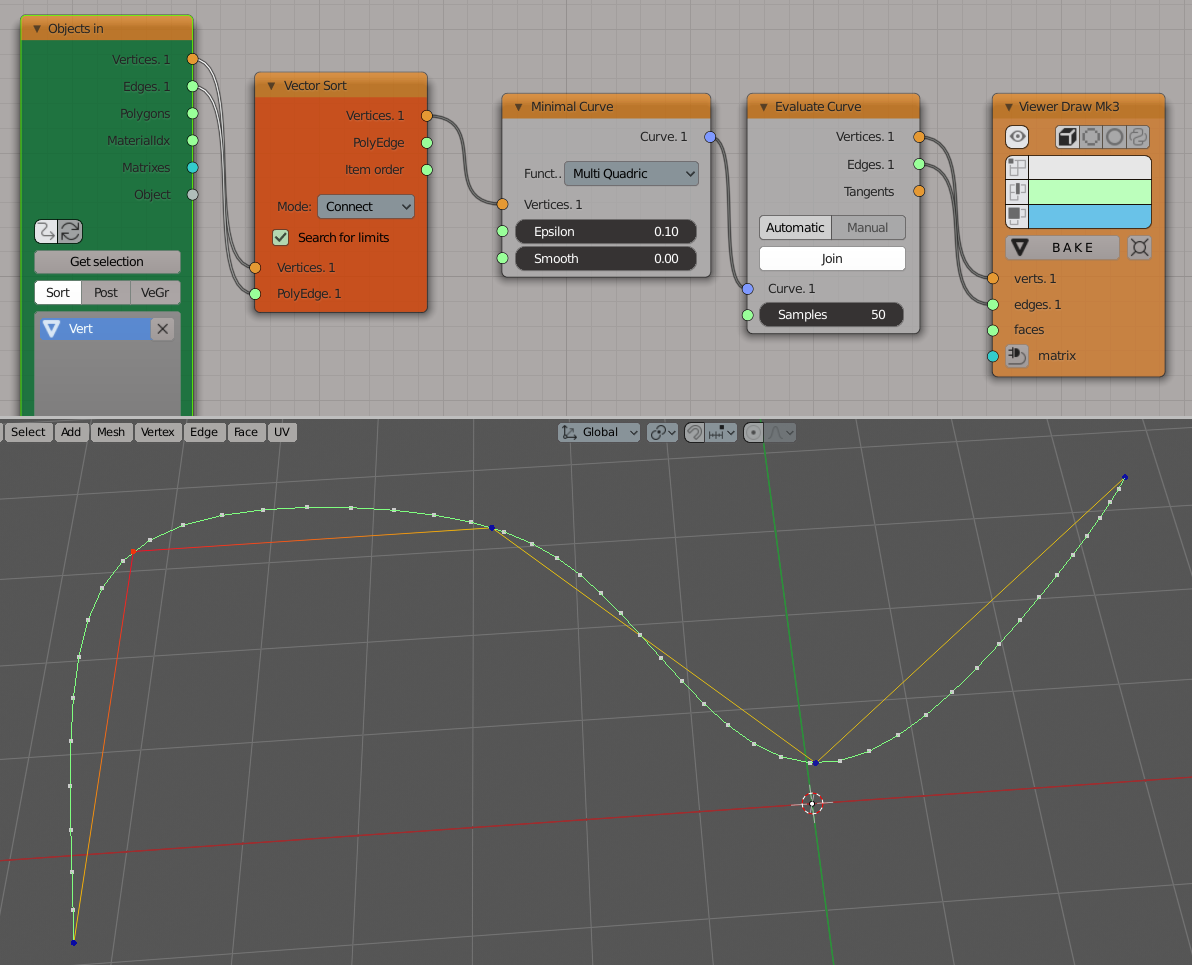 Objects in
Vertices. 1
Edges. 1
Polygons
MaterialIdx
Matrixes
Object
Get selection
Sort Post VeGr
Vert
Vector Sort
Vertices. 1
PolyEdge
Item order
Mode: Connect
Search for limits
Vertices. 1
PolyEdge. 1
Minimal Curve
Curve. 1
Funct.. Multi Quadric
Vertices. 1
Epsilon 0.10
Smooth 0.00
Evaluate Curve
Vertices. 1
Edges. 1
Tangents
Automatic Manual
Join
Curve. 1
Samples 50
Viewer Draw Mk3
BAKE
verts. 1
edges. 1
faces
matrix
Select Add Mesh Vertex Edge Face UV Global